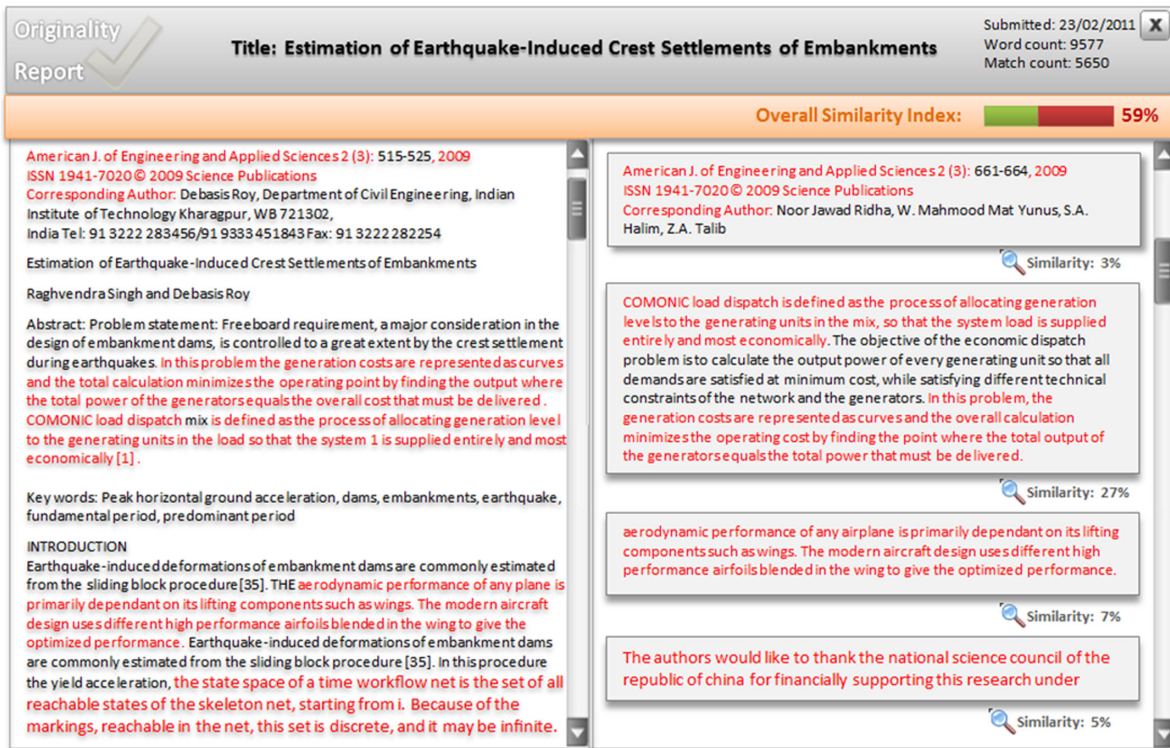 Originality
Report
Title: Estimation of Earthquake-Induced Crest Settlements of Embankments
Submitted: 23/02/2011
Word count: 9577
Match count: 5650
X
Overall Similarity Index: 59%
American J. of Engineering and Applied Sciences 2 (3): 515-525, 2009
ISSN 1941-7020 © 2009 Science Publications
Corresponding Author: Debasis Roy, Department of Civil Engineering, Indian
Institute of Technology Kharagpur, WB 721302,
India Tel: 91 3222 283456/91 9333 451843 Fax: 91 3222 282254
Estimation of Earthquake-Induced Crest Settlements of Embankments
Raghvendra Singh and Debasis Roy
Abstract: Problem statement: Freeboard requirement, a major consideration in the
design of embankment dams, is controlled to a great extent by the crest settlement
during earthquakes. In this problem the generation costs are represented as curves
and the total calculation minimizes the operating point by finding the output where
the total power of the generators equals the overall cost that must be delivered .
COMONIC load dispatch mix is defined as the process of allocating generation level
to the generating units in the load so that the system 1 is supplied entirely and most
economically [1] .
Key words: Peak horizontal ground acceleration, dams, embankments, earthquake,
fundamental period, predominant period
INTRODUCTION
Earthquake-induced deformations of embankment dams are commonly estimated
from the sliding block procedure [35]. THE aerodynamic performance of any plane is
primarily dependant on its lifting components such as wings. The modern aircraft
design uses different high performance airfoils blended in the wing to give the
optimized performance. Earthquake-induced deformations of embankment dams
are commonly estimated from the sliding block procedure [35]. In this procedure
the yield acceleration, the state space of a time workflow net is the set of all
reachable states of the skeleton net, starting from i. Because of the
markings, reachable in the net, this set is discrete, and it may be infinite.
American J. of Engineering and Applied Sciences 2 (3): 661-664, 2009
ISSN 1941-7020 © 2009 Science Publications
Corresponding Author: Noor Jawad Ridha, W. Mahmood Mat Yunus, S.A.
Halim, Z.A. Talib
Similarity: 3%
COMONIC load dispatch is defined as the process of allocating generation
levels to the generating units in the mix, so that the system load is supplied
entirely and most economically. The objective of the economic dispatch
problem is to calculate the output power of every generating unit so that all
demands are satisfied at minimum cost, while satisfying different technical
constraints of the network and the generators. In this problem, the
generation costs are represented as curves and the overall calculation
minimizes the operating cost by finding the point where the total output of
the generators equals the total power that must be delivered.
Similarity: 27%
aerodynamic performance of any airplane is primarily dependant on its lifting
components such as wings. The modern aircraft design uses different high
performance airfoils blended in the wing to give the optimized performance.
Similarity: 7%
The authors would like to thank the national science council of the
republic of china for financially supporting this research under
Similarity: 5%